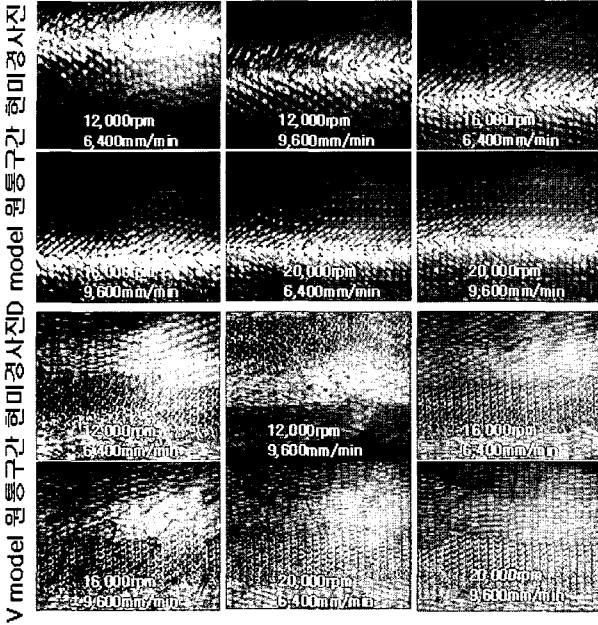 D model 원통구간 현미경사진
12,000rpm
6,400mm/min
12,000rpm
9,600mm/min
16,000rpm
6,400mm/min
16,000rpm
9,600mm/min
20,000rpm
6,400mm/min
20,000rpm
9,600mm/min
V model 원통구간 현미경사진
12,000rpm
6,400mm/min
12,000rpm
9,600mm/min
16,000rpm
6,400mm/min
16,000rpm
9,600mm/min
20,000rpm
6,400mm/min
20,000rpm
9,600mm/min